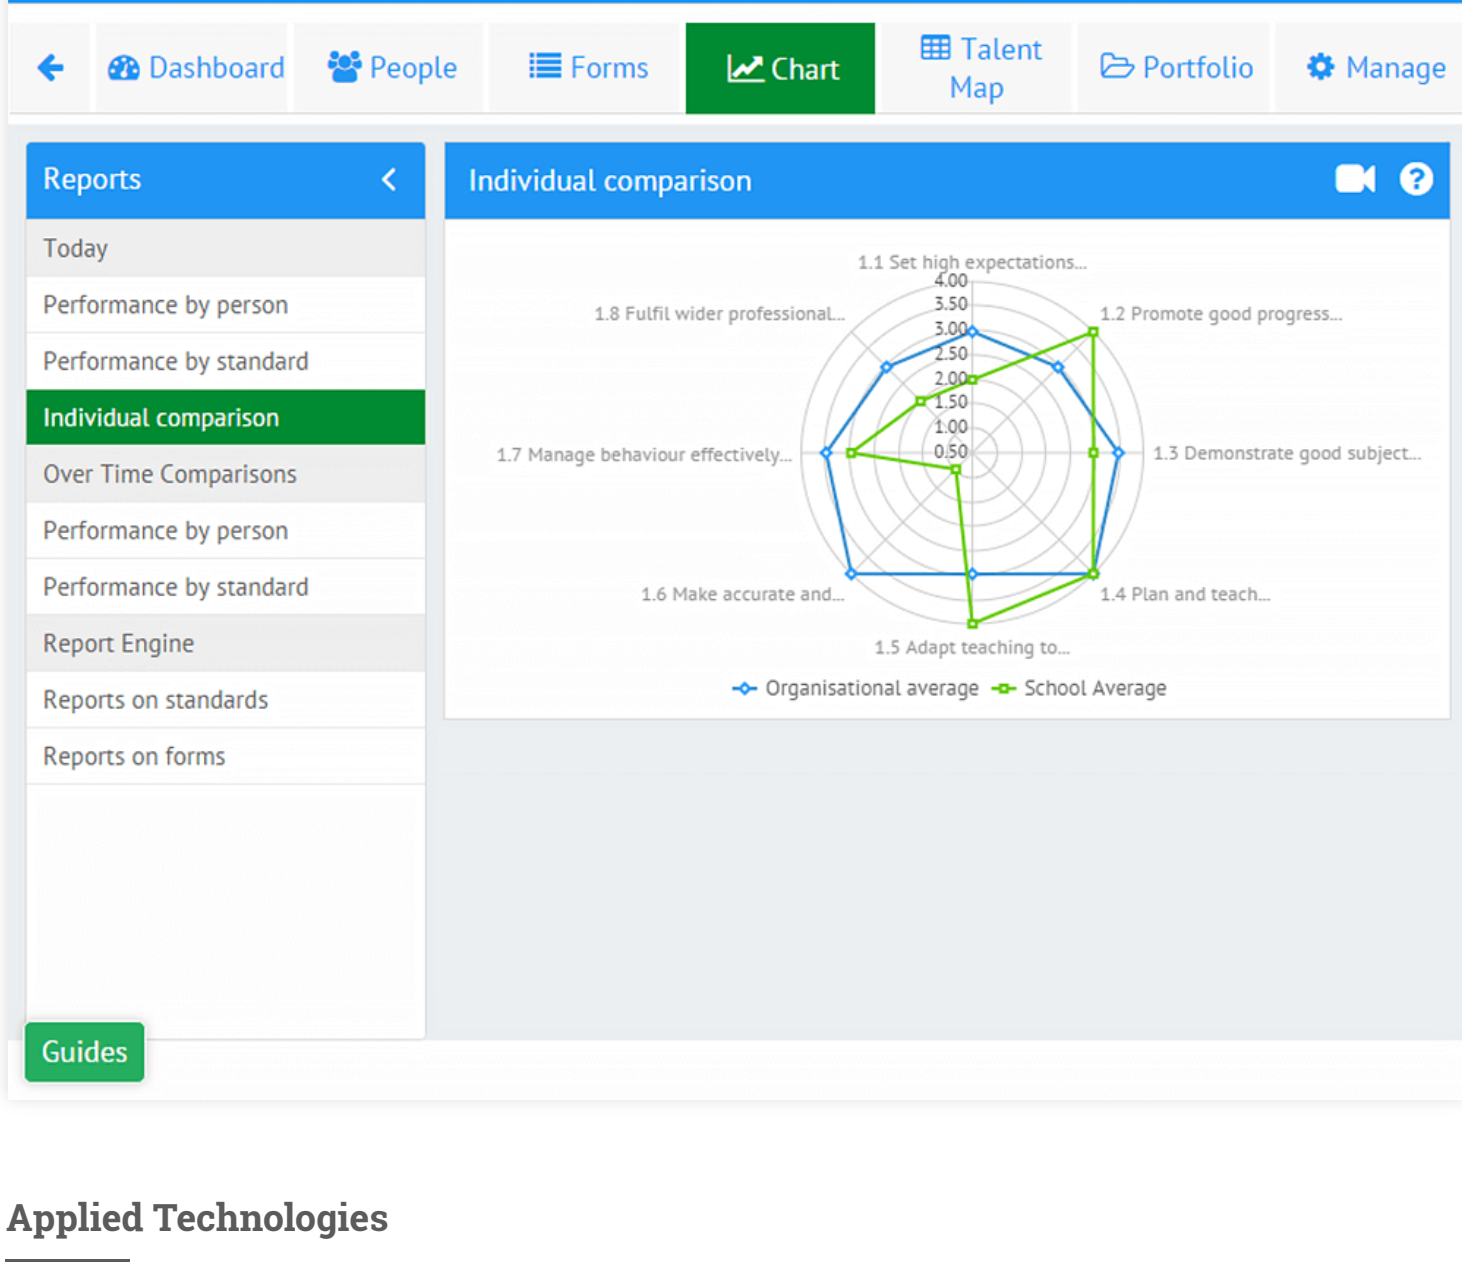 Dashboard
People
Forms
Chart
Talent
Map
Portfolio
Manage
Reports
Today
Performance by person
Performance by standard
Individual comparison
Over Time Comparisons
Performance by person
Performance by standard
Report Engine
Reports on standards
Reports on forms
Guides
Individual comparison
1.1 Set high expectations...
4.00
3.50
3.00
2.50
2.00
1.50
1.00
0.50
1.2 Promote good progress...
1.3 Demonstrate good subject...
1.4 Plan and teach...
1.5 Adapt teaching to...
1.6 Make accurate and...
1.7 Manage behaviour effectively...
1.8 Fulfil wider professional...
Organisational average
School Average
Applied Technologies